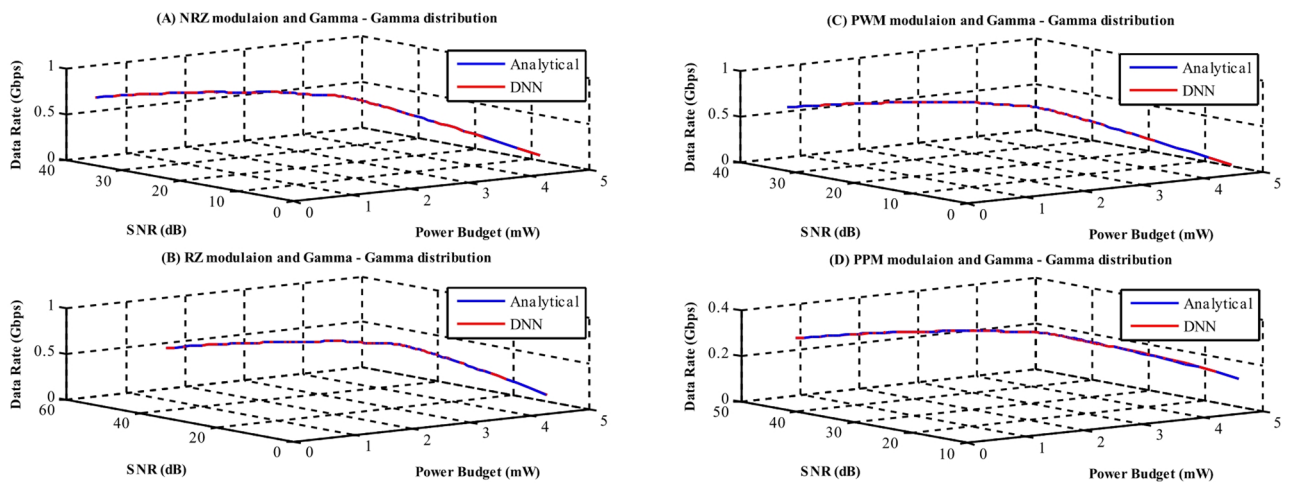 (A) NRZ modulaion and Gamma - Gamma distribution
Data Rate (Gbps)
1
0.5
0
40
30
20
10
0
0
1
2
3
4
5
SNR (dB)
Power Budget (mW)
Analytical
DNN
(B) RZ modulaion and Gamma - Gamma distribution
Data Rate (Gbps)
1
0.5
0
60
40
20
0
0
1
2
3
4
5
SNR (dB)
Power Budget (mW)
Analytical
DNN
(C) PWM modulaion and Gamma - Gamma distribution
Data Rate (Gbps)
1
0.5
0
40
30
20
10
0
0
1
2
3
4
5
SNR (dB)
Power Budget (mW)
Analytical
DNN
(D) PPM modulaion and Gamma - Gamma distribution
Data Rate (Gbps)
0.4
0.2
0
50
40
30
20
10
0
1
2
3
4
5
SNR (dB)
Power Budget (mW)
Analytical
DNN